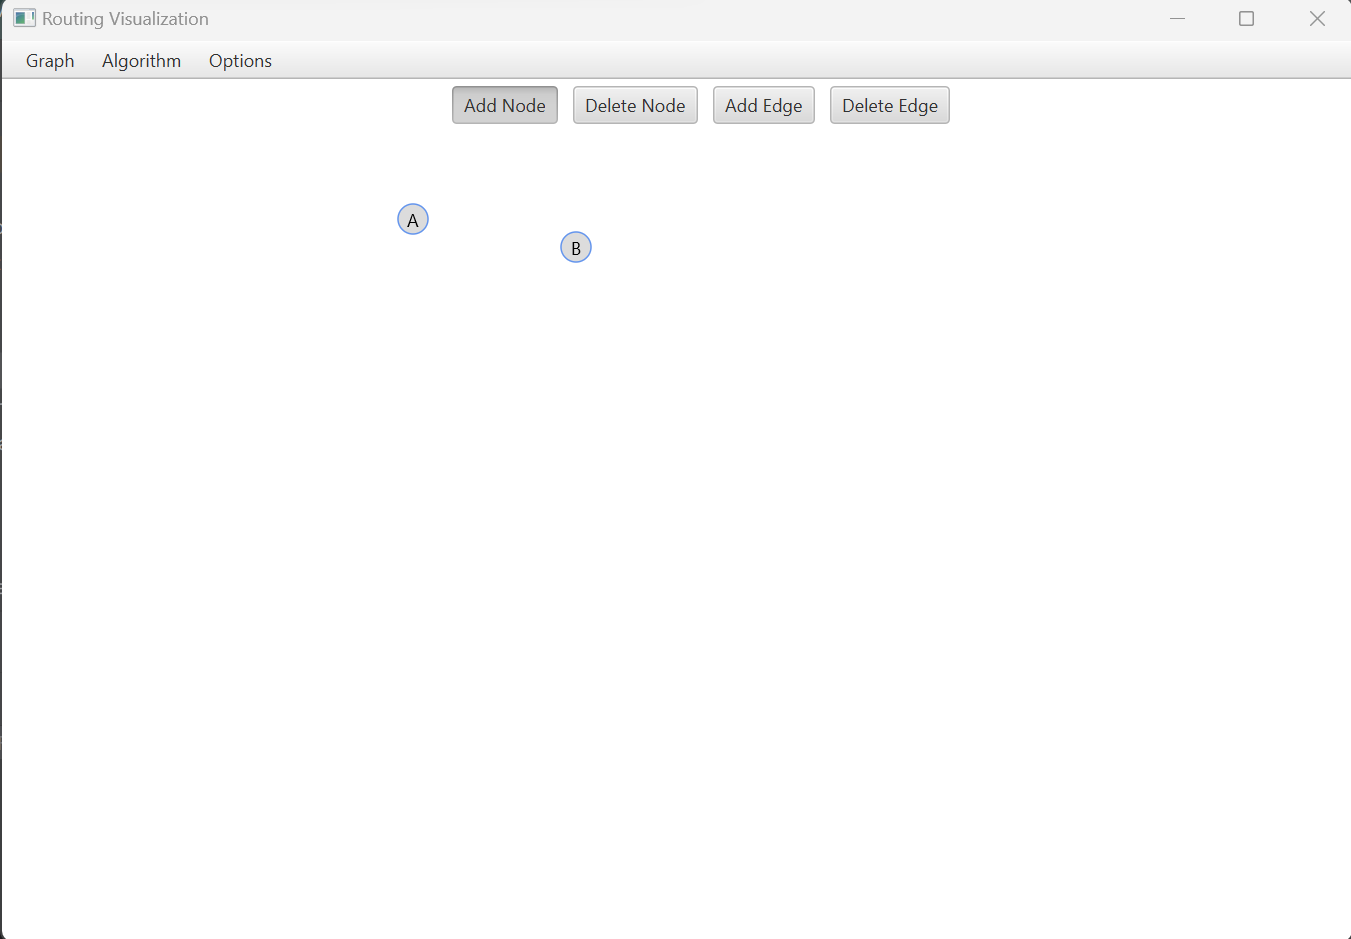 Routing Visualization
Graph Algorithm Options
Add Node Delete Node Add Edge Delete Edge
A
B